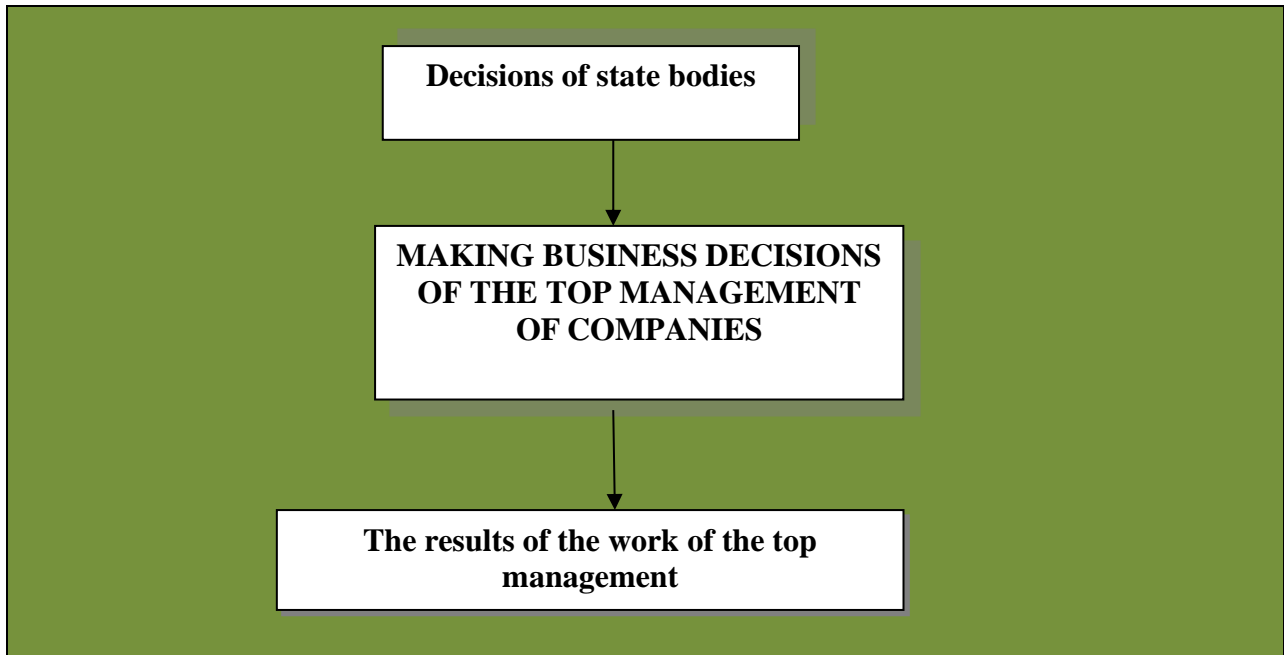 Decisions of state bodies
MAKING BUSINESS DECISIONS
OF THE TOP MANAGEMENT
OF COMPANIES
The results of the work of the top
management